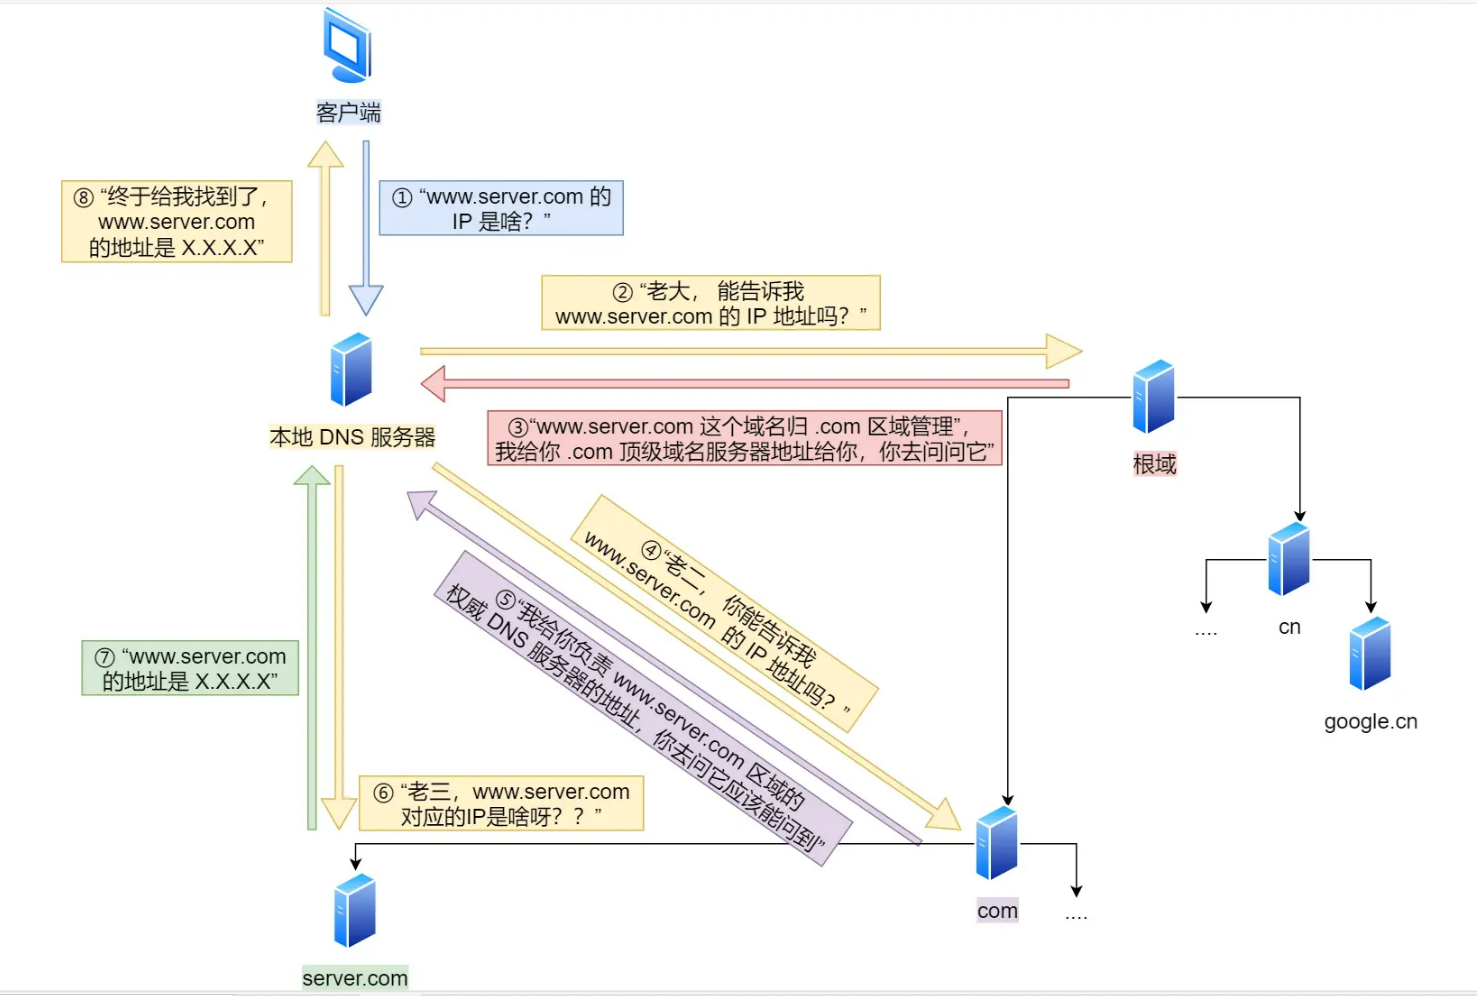 客户端
⑧ “终于给我找到了,
www.server.com
的地址是 X.X.X.X”
① “www.server.com 的
IP 是啥? ”
② “老大， 能告诉我
www.server.com 的 IP 地址吗? ”
本地 DNS 服务器
③“www.server.com 这个域名归 .com 区域管理”,
我给你 .com 顶级域名服务器地址给你，你去问问它”
根域
④“老二， 你能告诉我
www.server.com 的 IP 地址吗? ”
⑤“我给你负责 www.server.com 区域的
权威 DNS 服务器的地址，你去问它应该能问到”
....
cn
google.cn
⑦ “www.server.com
的地址是 X.X.X.X”
⑥ “老三，www.server.com
对应的IP是啥呀？？”
com
....
server.com